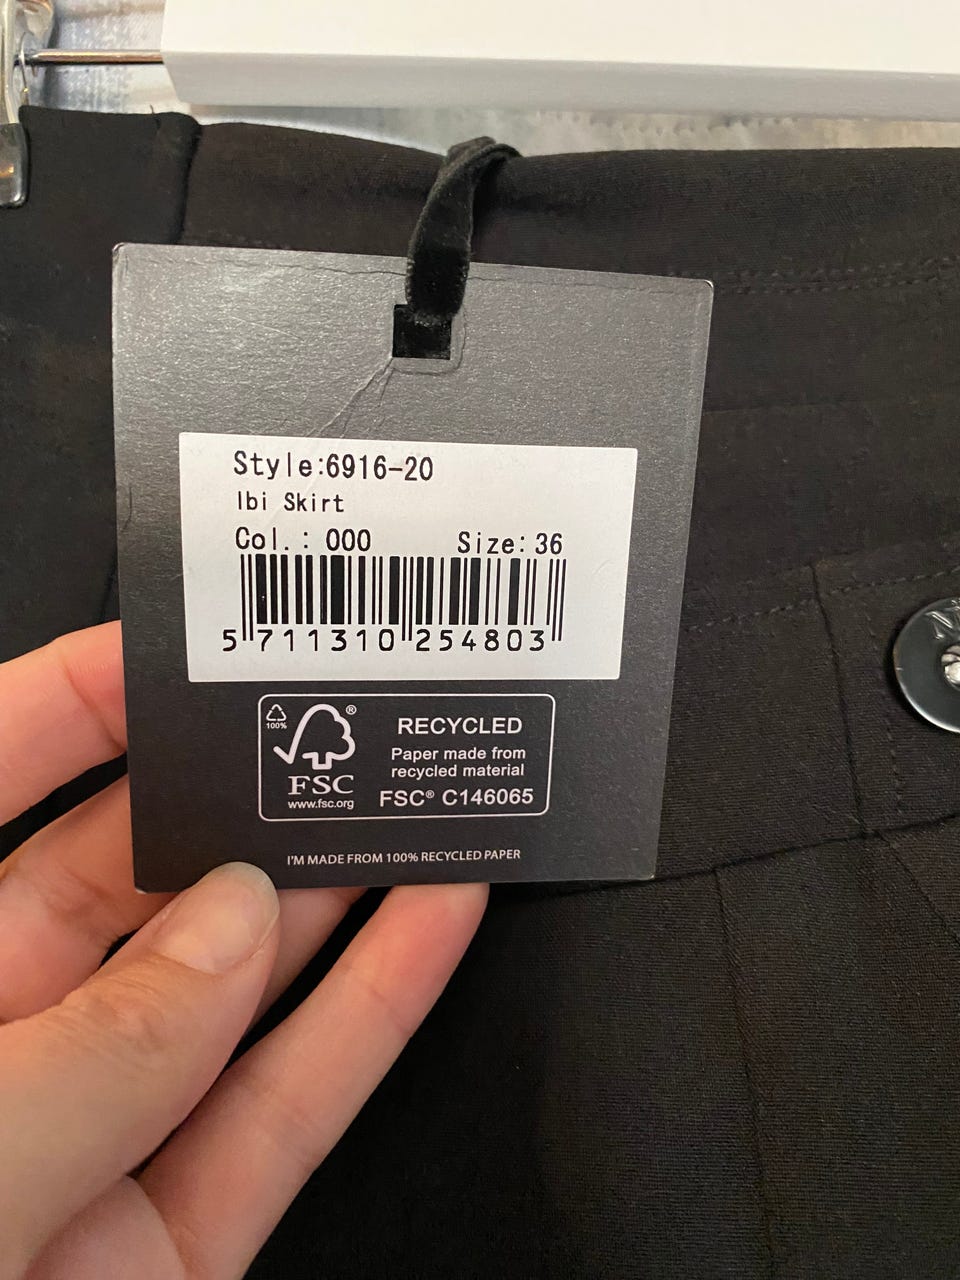 Style:6916-20
Ibi Skirt
Col.: 000 Size: 36
5 711310 254803
100%
®
RECYCLED
Paper made from
recycled material
FSC
www.fsc.org
FSC® C146065
I'M MADE FROM 100% RECYCLED PAPER